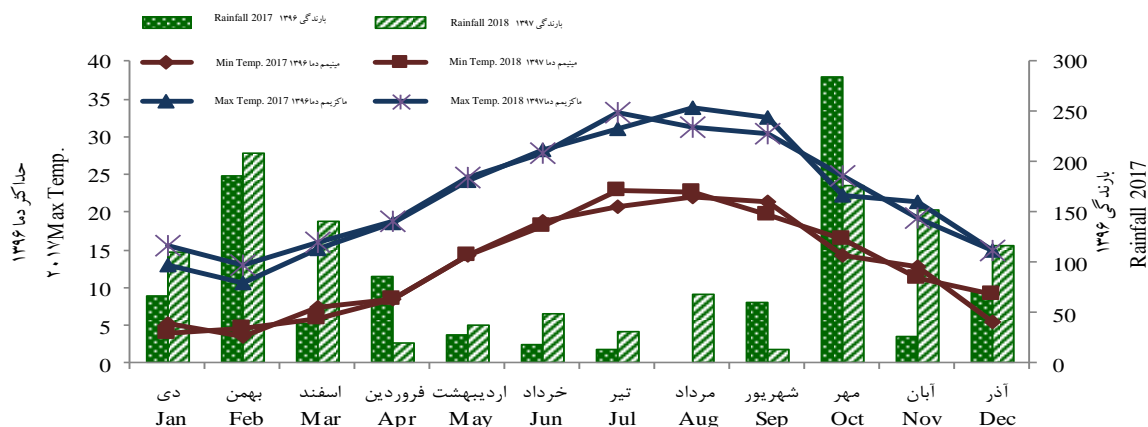 Rainfall 2017 بارندگی ۱۳۹۶
Rainfall 2018 بارندگی ۱۳۹۷
Min Temp. 2017 مینیمم دما ۱۳۹۶
Min Temp. 2018 مینیمم دما ۱۳۹۷
Max Temp. 2017 ماکزیمم دما ۱۳۹۶
Max Temp. 2018 ماکزیمم دما ۱۳۹۷
حداکثر دما ۱۳۹۶
۲۰۱۷Max Temp.
40
35
30
25
20
15
10
5
0
300
250
200
150
100
50
0
بارندگی ۱۳۹۶
Rainfall 2017
دی بهمن اسفند فروردین اردیبهشت خرداد تیر مرداد شهریور مهر آبان آذر
Jan Feb Mar Apr May Jun Jul Aug Sep Oct Nov Dec